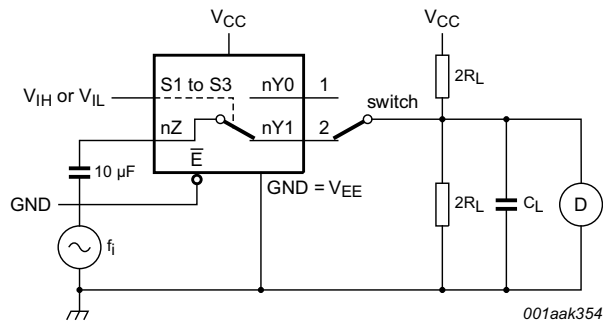 VCC
VCC
S1 to S3
nY0
1
2RL
VIH or VIL
switch
nZ
nY1
2
E̅
10 µF
GND = VEE
GND
2RL
CL
D
fi
001aak354